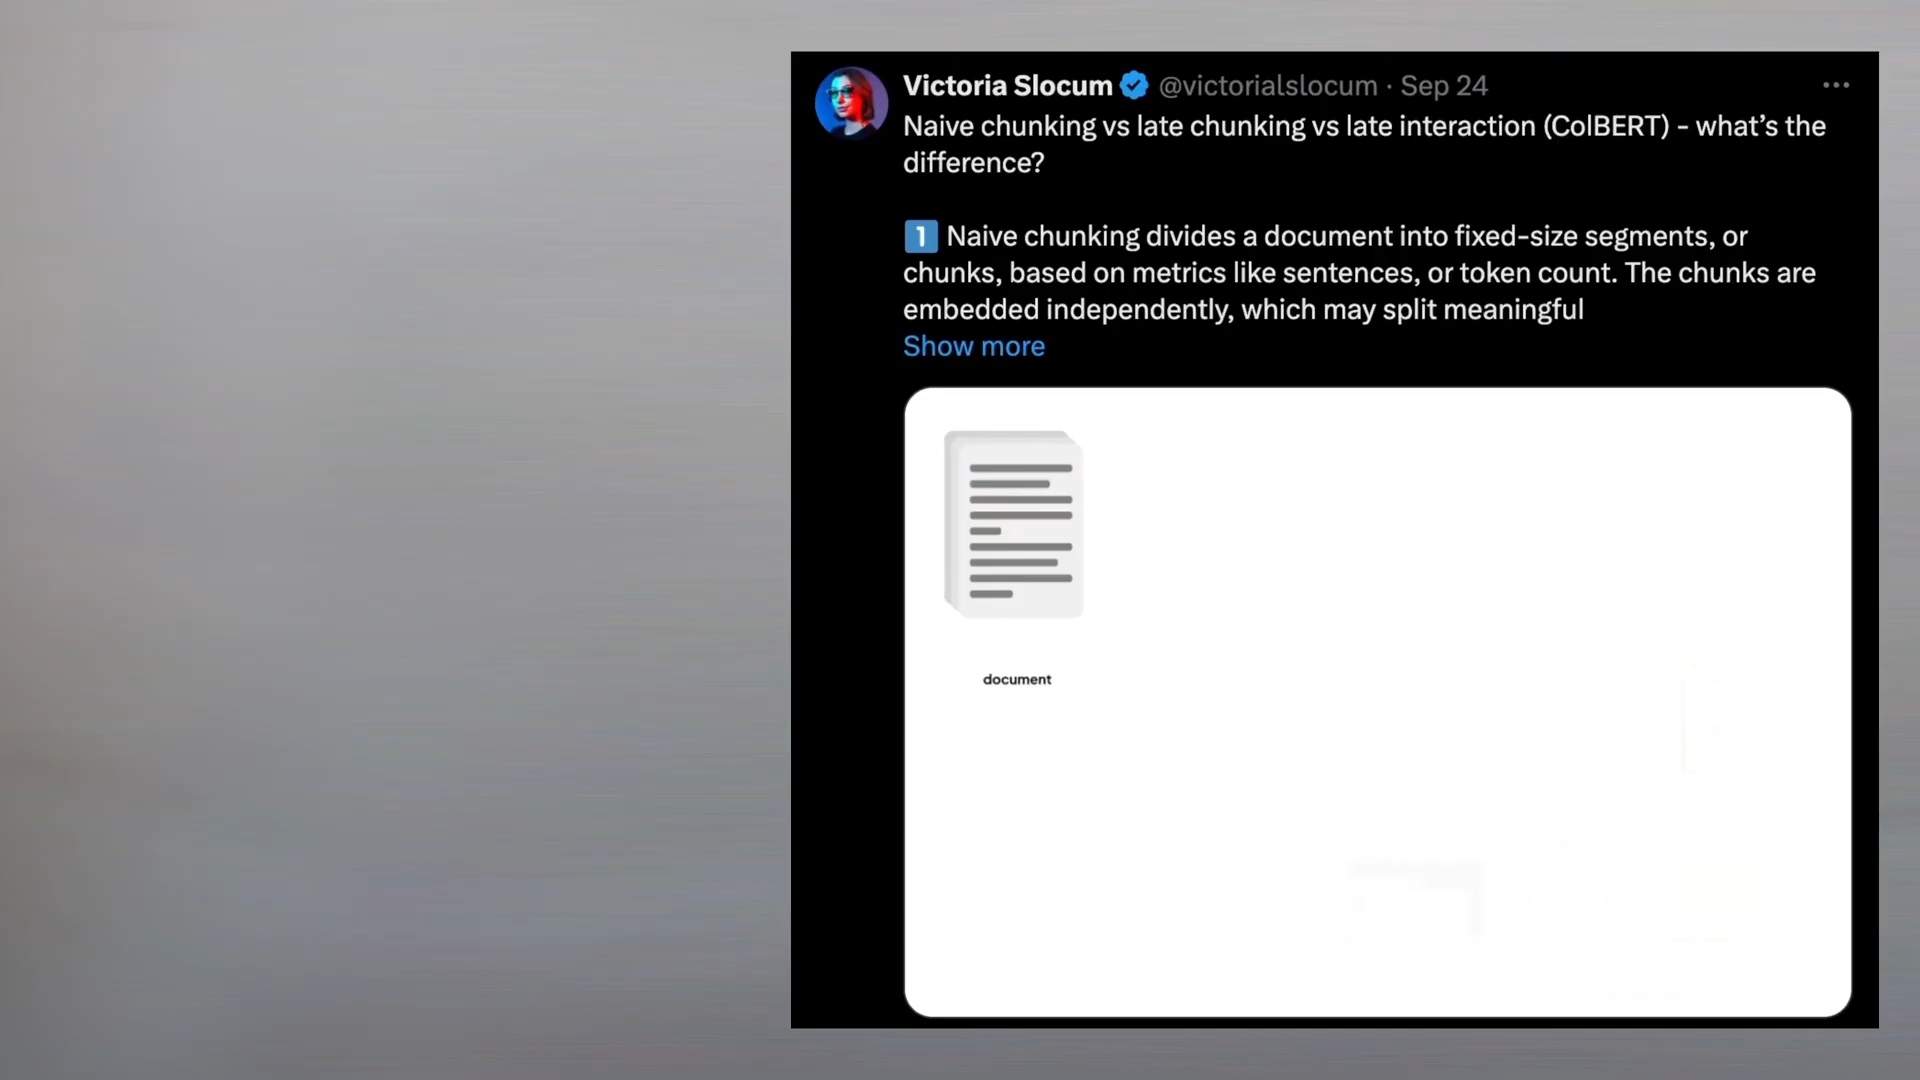 Victoria Slocum @victorialslocum · Sep 24
Naive chunking vs late chunking vs late interaction (ColBERT) - what’s the
difference?
1 Naive chunking divides a document into fixed-size segments, or
chunks, based on metrics like sentences, or token count. The chunks are
embedded independently, which may split meaningful
Show more
document